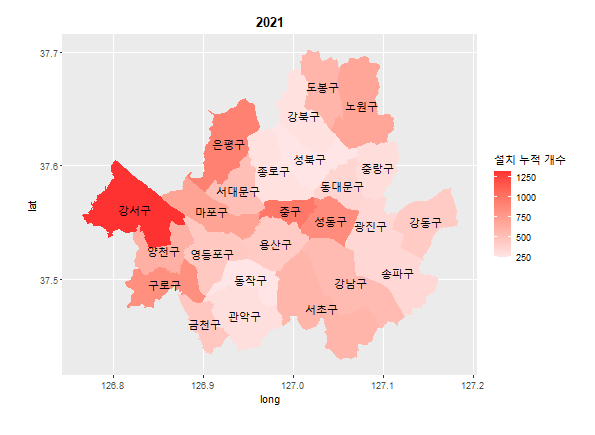 2021
37.7
37.6
37.5
lat
도봉구
노원구
강북구
은평구
성북구
종로구
중랑구
동대문구
서대문구
강서구
마포구
중구
성동구
광진구
강동구
용산구
양천구
영등포구
송파구
동작구
강남구
구로구
서초구
관악구
금천구
126.8 126.9 127.0 127.1 127.2
long
설치 누적 개수
1250
1000
750
500
250